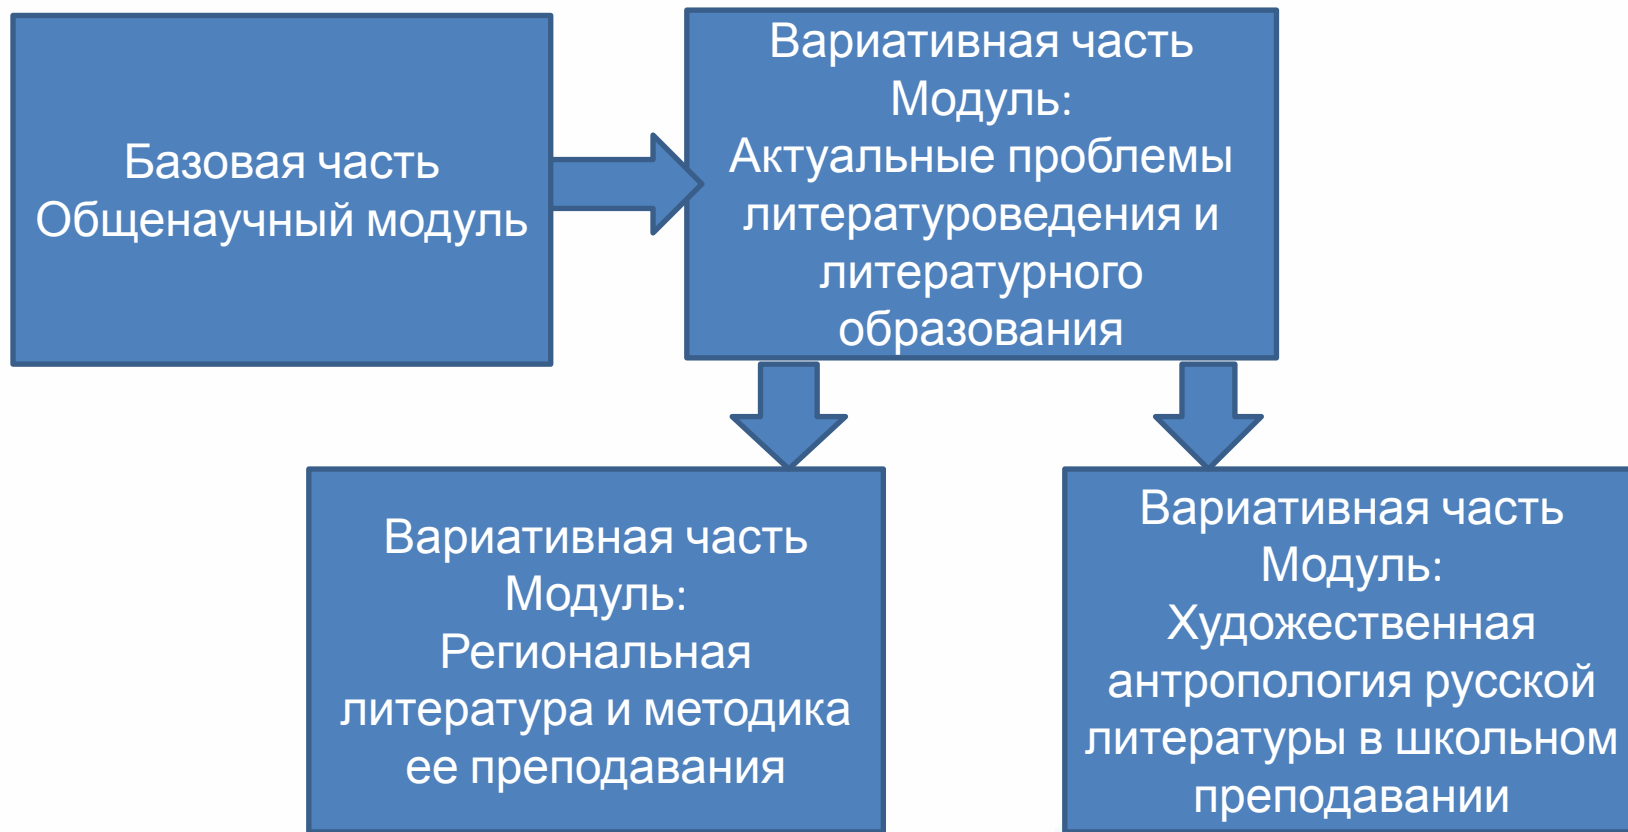 Базовая часть
Общенаучный модуль
Вариативная часть
Модуль:
Актуальные проблемы
литературоведения и
литературного
образования
Вариативная часть
Модуль:
Региональная
литература и методика
ее преподавания
Вариативная часть
Модуль:
Художественная
антропология русской
литературы в школьном
преподавании